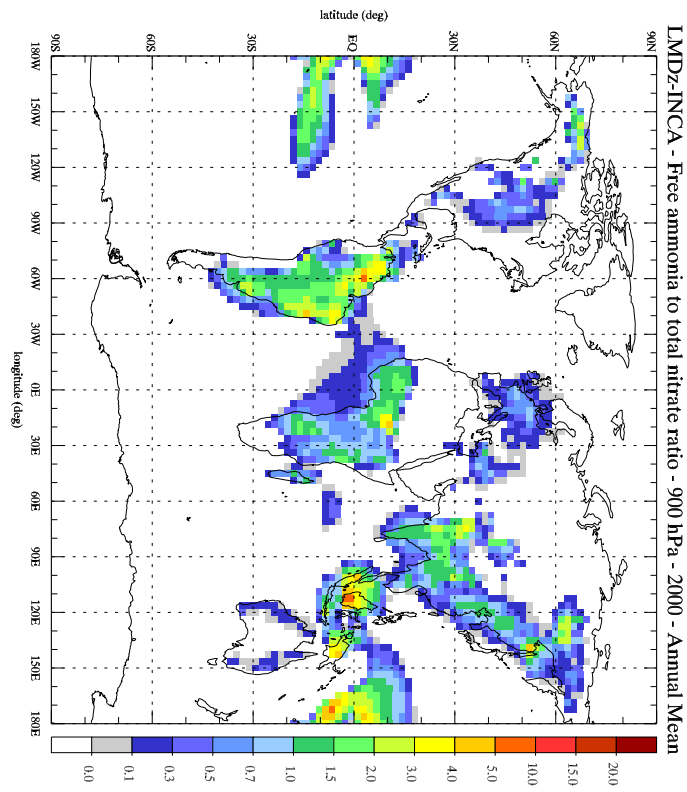 LMDz-INCA - Free ammonia to total nitrate ratio - 900 hPa - 2000 - Annual Mean
latitude (deg)
90S
60S
30S
EQ
30N
60N
90N
longitude (deg)
180W
150W
120W
90W
60W
30W
0E
30E
60E
90E
120E
150E
180E
0.0
0.1
0.3
0.5
0.7
1.0
1.5
2.0
3.0
4.0
5.0
10.0
15.0
20.0